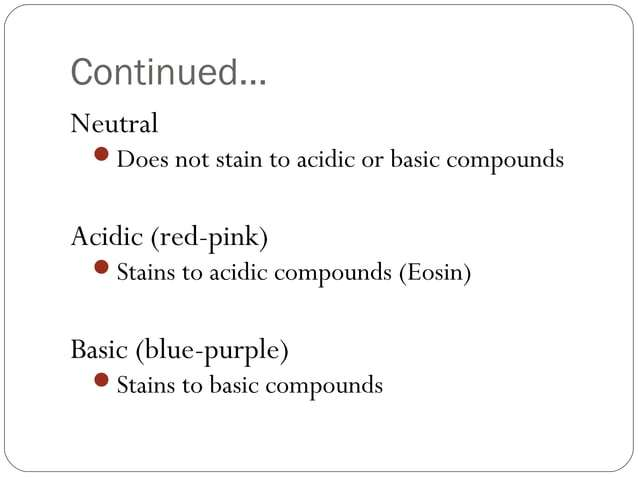 Continued...
Neutral
Does not stain to acidic or basic compounds
Acidic (red-pink)
Stains to acidic compounds (Eosin)
Basic (blue-purple)
Stains to basic compounds